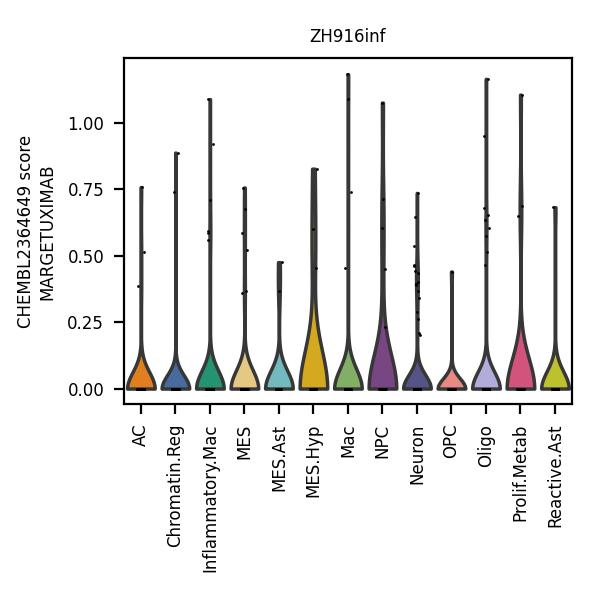 ZH916inf
CHEMBL2364649 score
MARGETUXIMAB
1.00
0.75
0.50
0.25
0.00
AC
Chromatin.Reg
Inflammatory.Mac
MES
MES.Ast
MES.Hyp
Mac
NPC
Neuron
OPC
Oligo
Prolif.Metab
Reactive.Ast